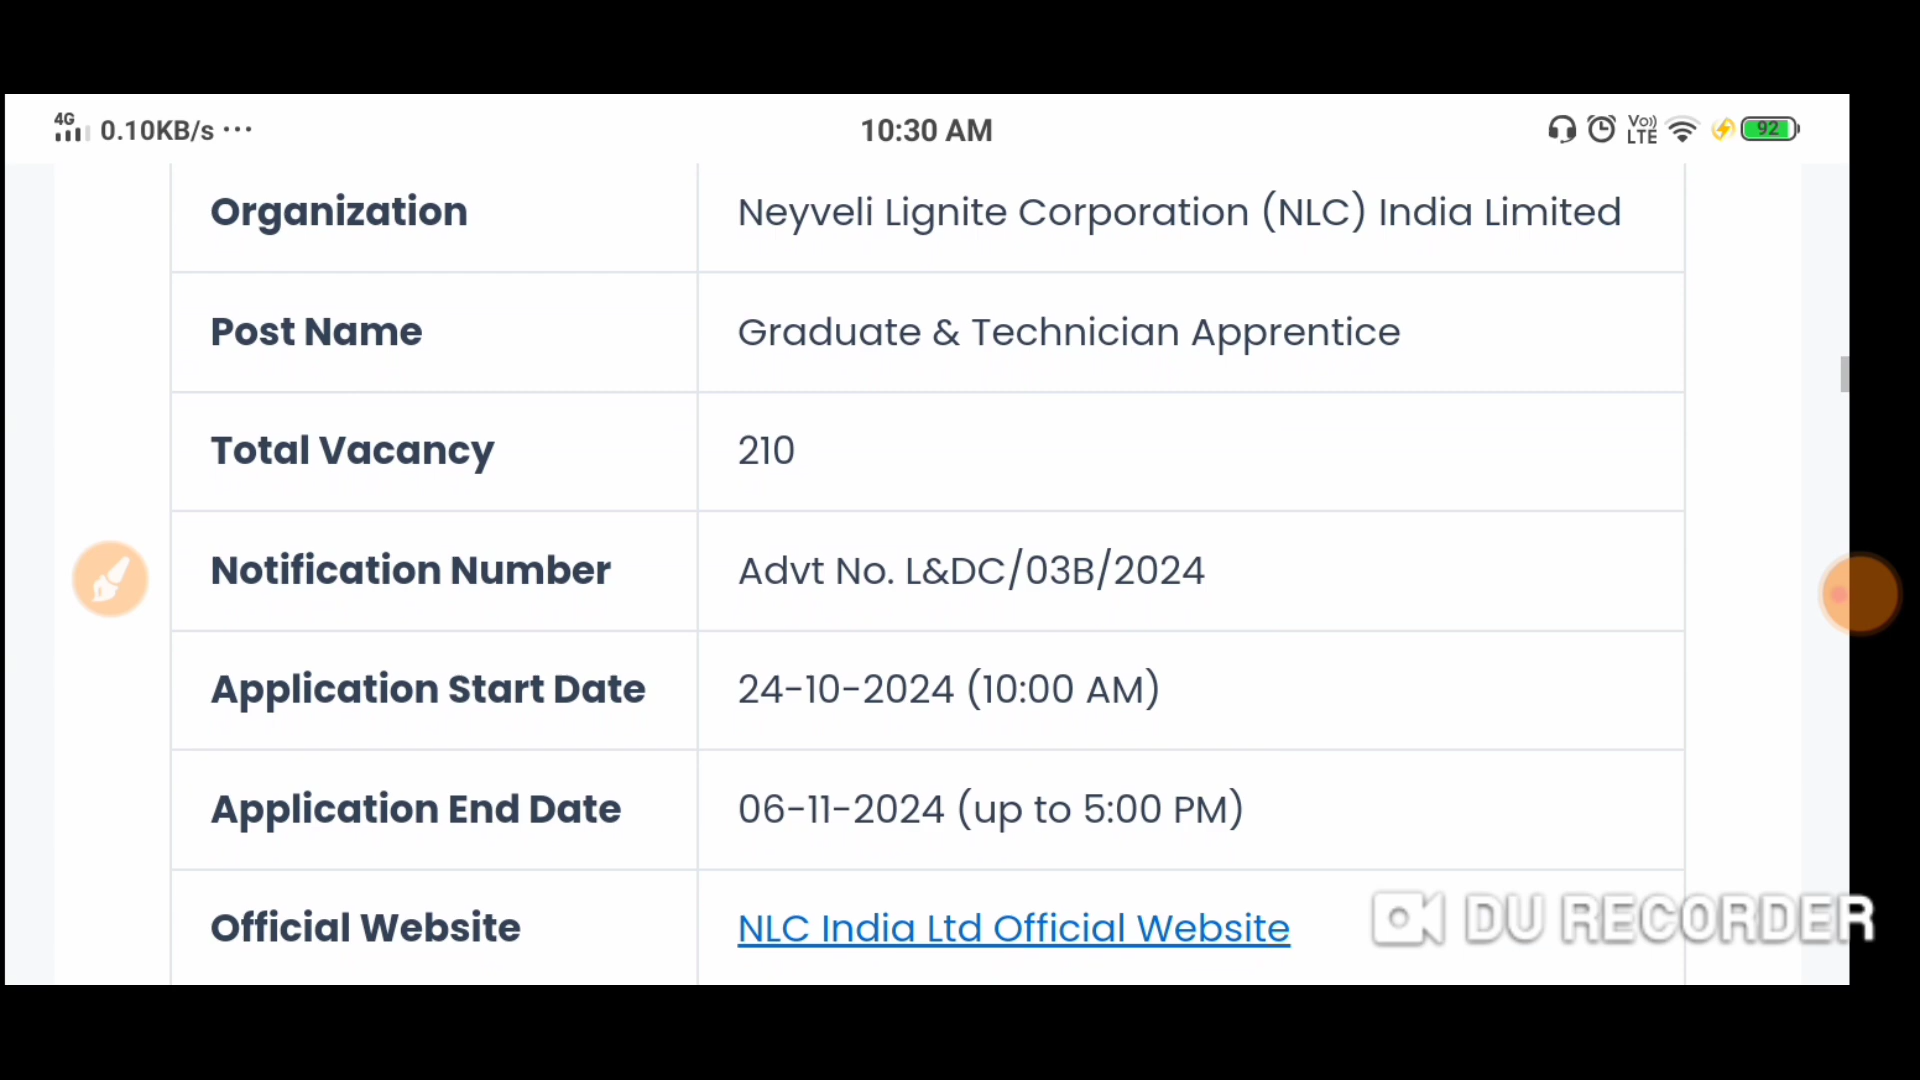 4G 0.10KB/s ... 10:30 AM Vo)) LTE 92
Organization Neyveli Lignite Corporation (NLC) India Limited
Post Name Graduate & Technician Apprentice
Total Vacancy 210
Notification Number Advt No. L&DC/03B/2024
Application Start Date 24-10-2024 (10:00 AM)
Application End Date 06-11-2024 (up to 5:00 PM)
Official Website NLC India Ltd Official Website
DU RECORDER